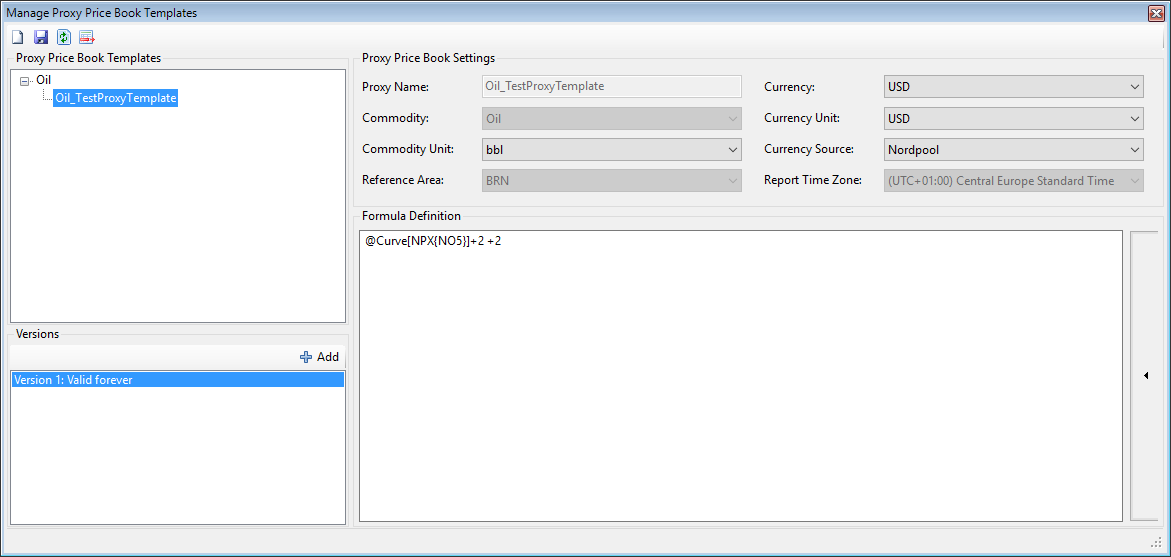 Manage Proxy Price Book Templates
Proxy Price Book Templates
Oil
Oil_TestProxyTemplate
Versions
Add
Version 1: Valid forever
Proxy Price Book Settings
Proxy Name: Oil_TestProxyTemplate Currency: USD
Commodity: Oil Currency Unit: USD
Commodity Unit: bbl Currency Source: Nordpool
Reference Area: BRN Report Time Zone: (UTC+01:00) Central Europe Standard Time
Formula Definition
@Curve[NPX{NO5}]+2 +2